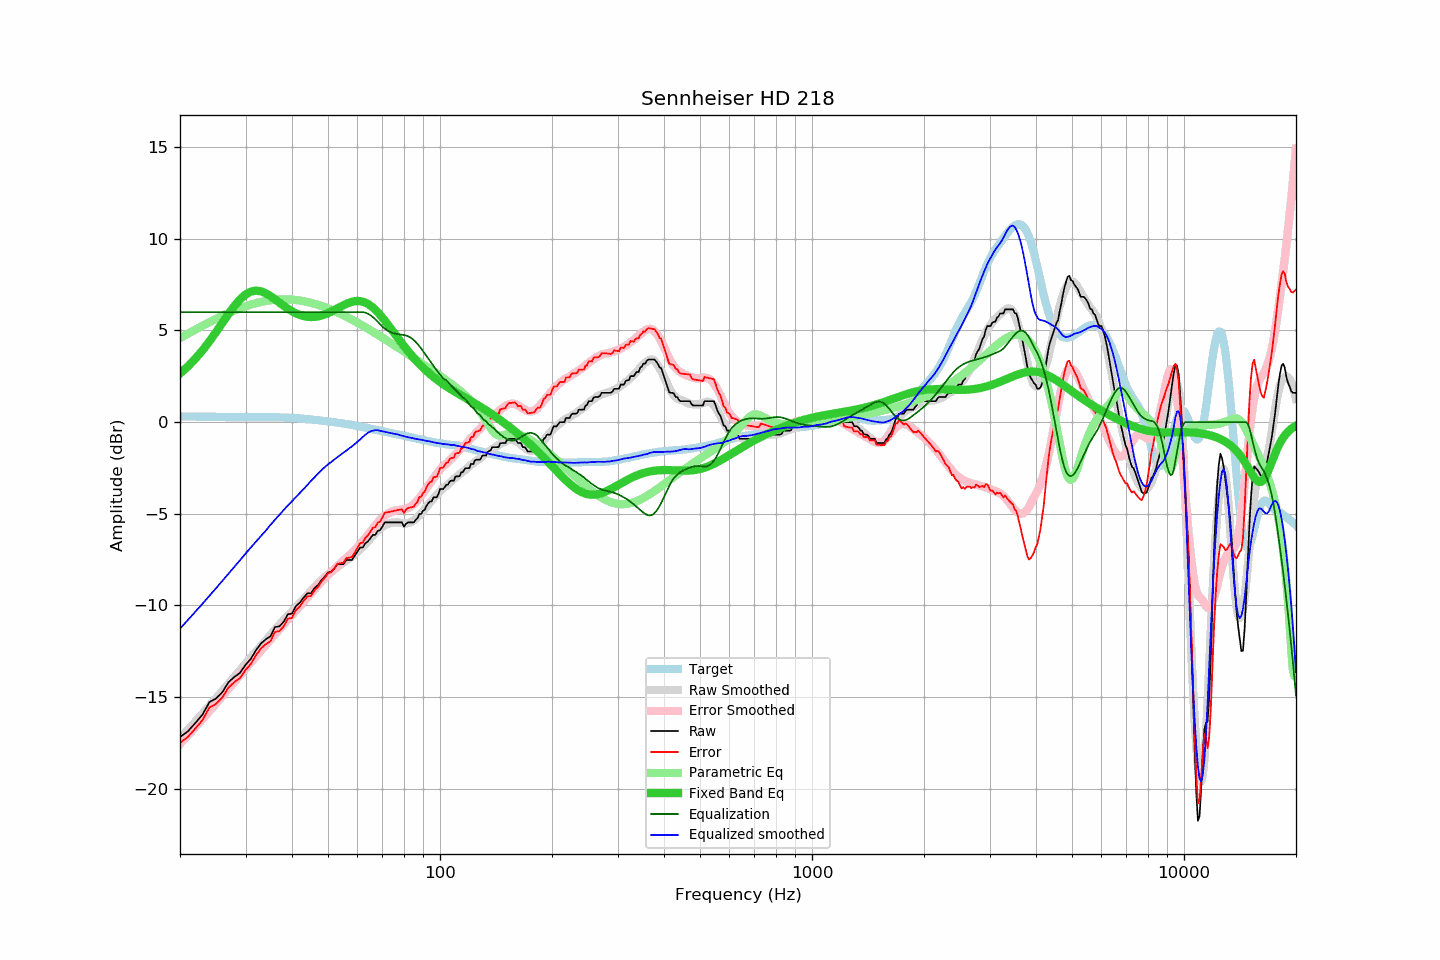 Sennheiser HD 218
Amplitude (dBr)
15
10
5
0
−5
−10
−15
−20
Target
Raw Smoothed
Error Smoothed
Raw
Error
Parametric Eq
Fixed Band Eq
Equalization
Equalized smoothed
100
1000
10000
Frequency (Hz)